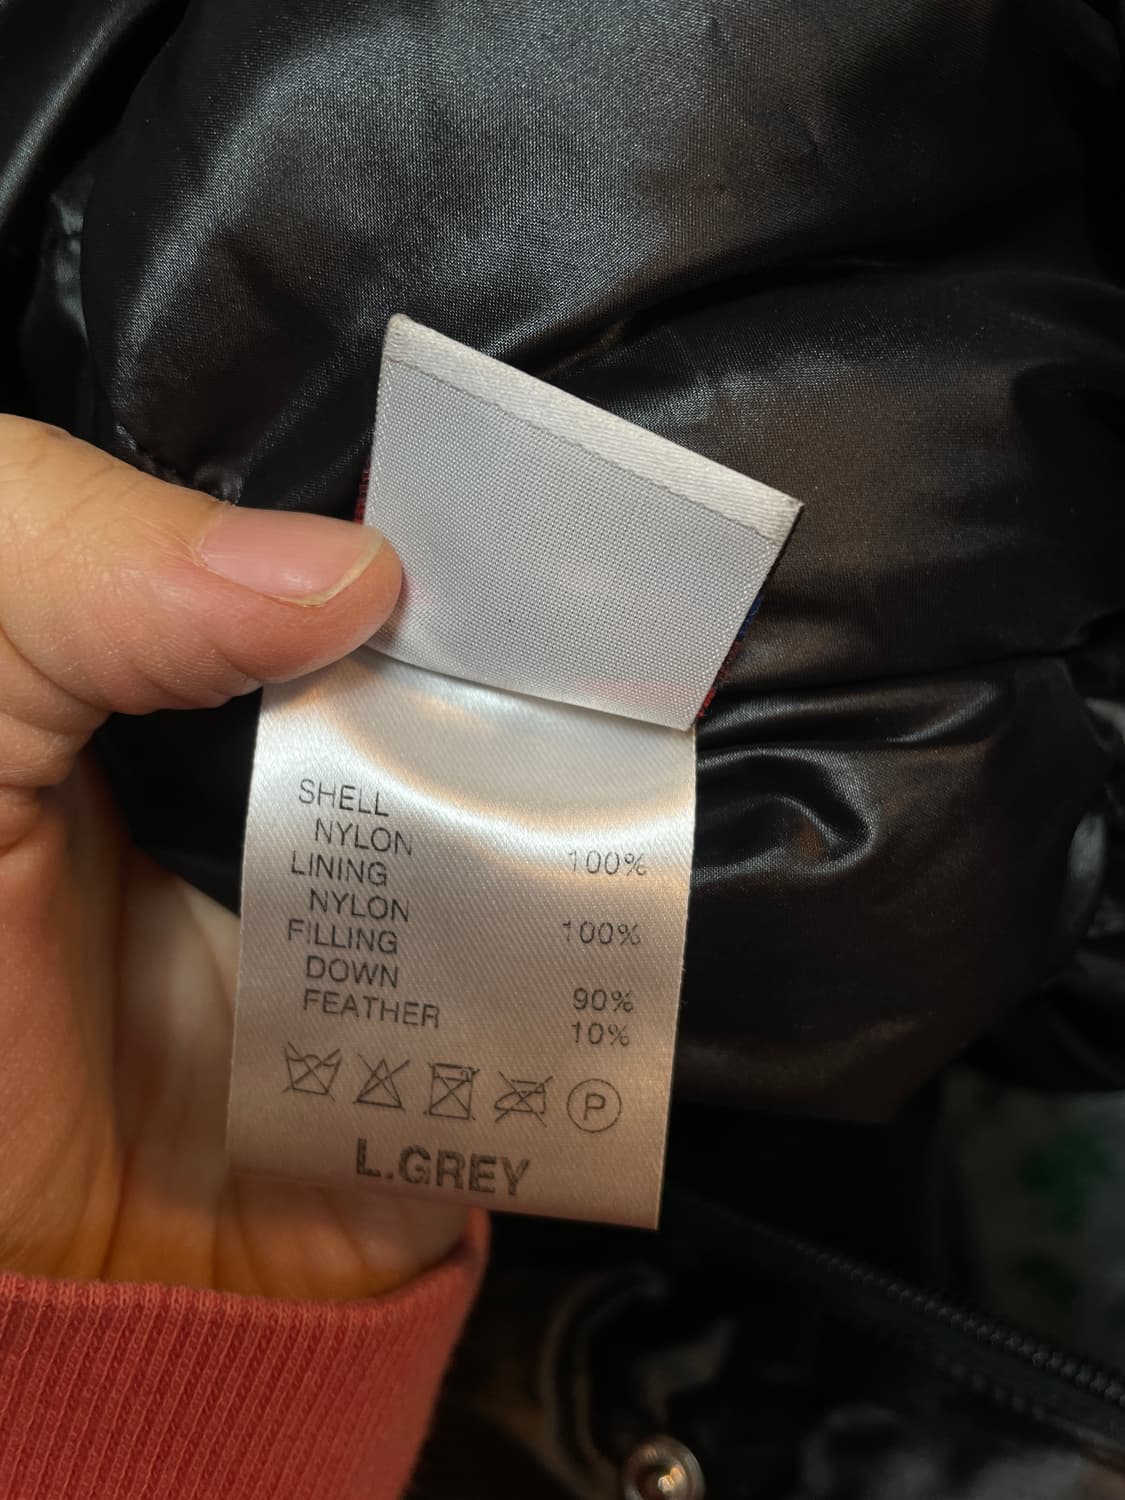 SHELL
NYLON 100%
LINING
NYLON 100%
FILLING
DOWN 90%
FEATHER 10%
P
L.GREY